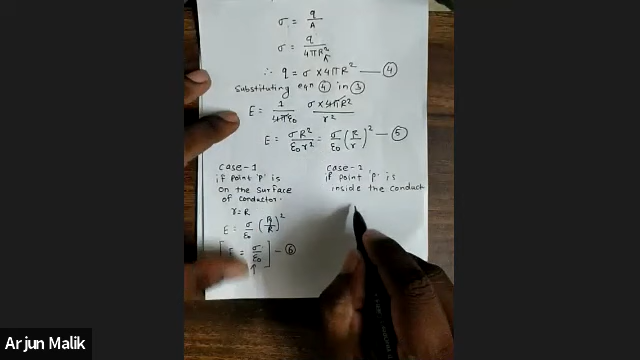 σ = q/A
σ = q/4πR²
∴ q = σ × 4πR² — ④
Substituting eqn ④ in ③
E = 1/4πε₀ σ × 4πR²/r²
E = σR²/ε₀r² = σ/ε₀ (R/r)² — ⑤
case-1
if point 'p' is
on the surface
of conductor.
r = R
E = σ/ε₀ (R/R)²
[E = σ/ε₀] — ⑥
case-2
if point 'p' is
inside the conduct
Arjun Malik